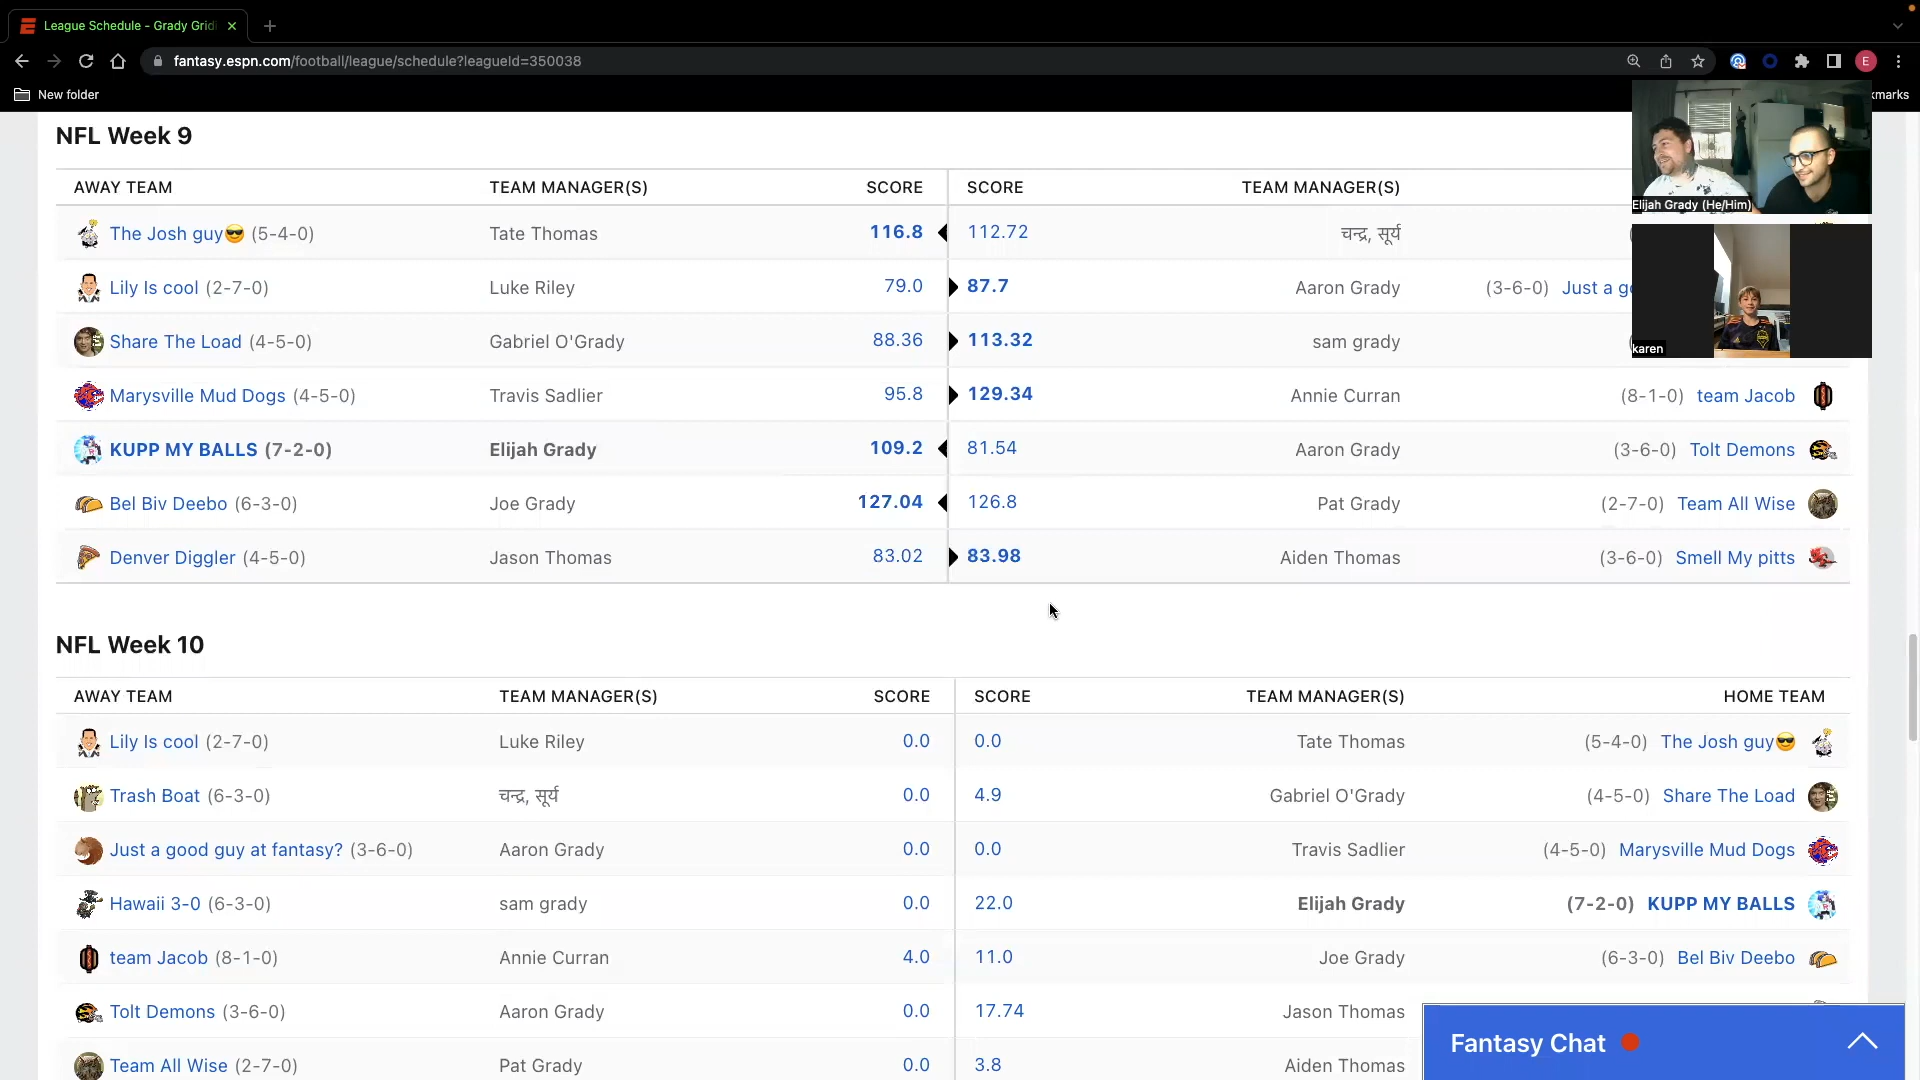 League Schedule - Grady Grid
fantasy.espn.com/football/league/schedule?leagueId=350038
E
New folder
kmarks
NFL Week 9
AWAY TEAM TEAM MANAGER(S) SCORE SCORE TEAM MANAGER(S)
The Josh guy😎 (5-4-0) Tate Thomas 116.8 112.72 चन्द्र, सूर्य
Lily Is cool (2-7-0) Luke Riley 79.0 87.7 Aaron Grady (3-6-0) Just a g
Share The Load (4-5-0) Gabriel O'Grady 88.36 113.32 sam grady
Marysville Mud Dogs (4-5-0) Travis Sadlier 95.8 129.34 Annie Curran (8-1-0) team Jacob
KUPP MY BALLS (7-2-0) Elijah Grady 109.2 81.54 Aaron Grady (3-6-0) Tolt Demons
Bel Biv Deebo (6-3-0) Joe Grady 127.04 126.8 Pat Grady (2-7-0) Team All Wise
Denver Diggler (4-5-0) Jason Thomas 83.02 83.98 Aiden Thomas (3-6-0) Smell My pitts
Elijah Grady (He/Him)
karen
NFL Week 10
AWAY TEAM TEAM MANAGER(S) SCORE SCORE TEAM MANAGER(S) HOME TEAM
Lily Is cool (2-7-0) Luke Riley 0.0 0.0 Tate Thomas (5-4-0) The Josh guy😎
Trash Boat (6-3-0) चन्द्र, सूर्य 0.0 4.9 Gabriel O'Grady (4-5-0) Share The Load
Just a good guy at fantasy? (3-6-0) Aaron Grady 0.0 0.0 Travis Sadlier (4-5-0) Marysville Mud Dogs
Hawaii 3-0 (6-3-0) sam grady 0.0 22.0 Elijah Grady (7-2-0) KUPP MY BALLS
team Jacob (8-1-0) Annie Curran 4.0 11.0 Joe Grady (6-3-0) Bel Biv Deebo
Tolt Demons (3-6-0) Aaron Grady 0.0 17.74 Jason Thomas
Team All Wise (2-7-0) Pat Grady 0.0 3.8 Aiden Thomas
Fantasy Chat